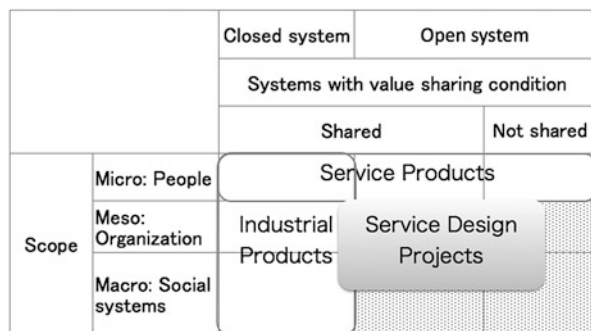 Closed system
Open system
Systems with value sharing condition
Shared
Not shared
Scope
Micro: People
Service Products
Meso:
Organization
Industrial
Products
Service Design
Projects
Macro: Social
systems